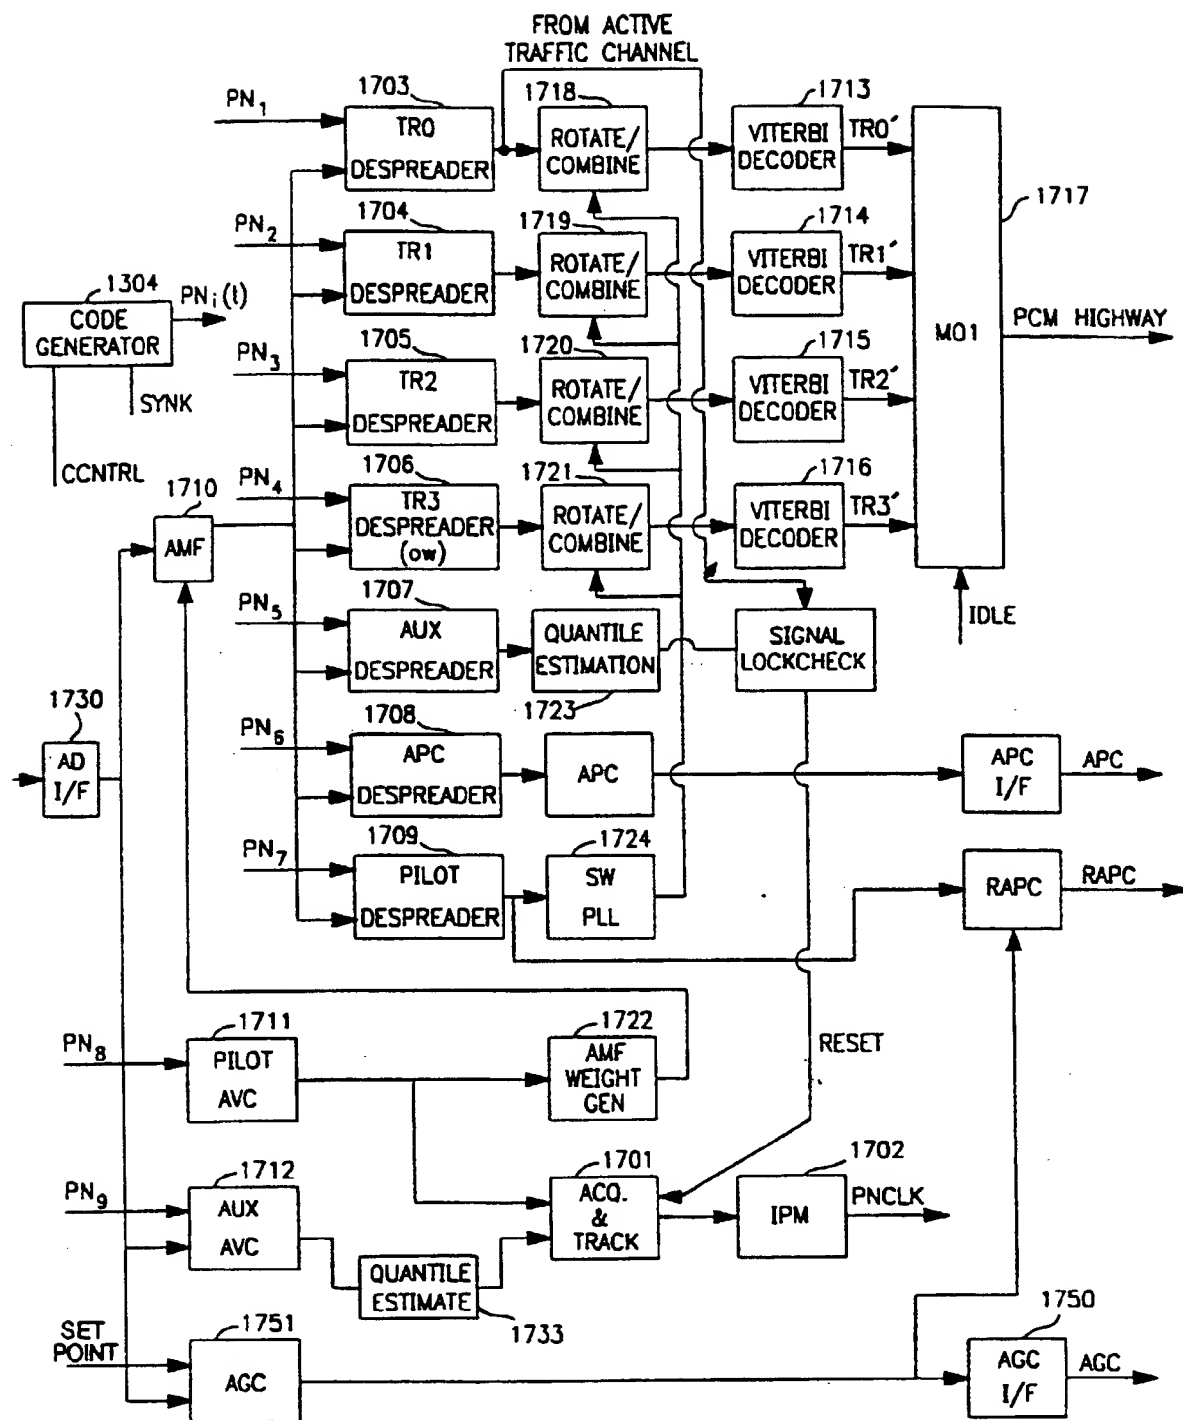 FROM ACTIVE
TRAFFIC CHANNEL
PN1
1703
TR0
DESPREADER
1718
ROTATE/
COMBINE
1713
VITERBI
DECODER
TR0′
PN2
1704
TR1
DESPREADER
1719
ROTATE/
COMBINE
1714
VITERBI
DECODER
TR1′
1717
MO1
PCM HIGHWAY
1304
CODE
GENERATOR
PNi(t)
SYNK
CCNTRL
PN3
1705
TR2
DESPREADER
1720
ROTATE/
COMBINE
1715
VITERBI
DECODER
TR2′
PN4
1706
TR3
DESPREADER
(OW)
1721
ROTATE/
COMBINE
1716
VITERBI
DECODER
TR3′
IDLE
1710
AMF
PN5
1707
AUX
DESPREADER
QUANTILE
ESTIMATION
1723
SIGNAL
LOCKCHECK
1730
AD
I/F
PN6
1708
APC
DESPREADER
APC
APC
I/F
APC
PN7
1709
PILOT
DESPREADER
1724
SW
PLL
RAPC
RAPC
PN8
1711
PILOT
AVC
1722
AMF
WEIGHT
GEN
RESET
PN9
1712
AUX
AVC
QUANTILE
ESTIMATE
1733
1701
ACQ.
&
TRACK
1702
IPM
PNCLK
SET
POINT
1751
AGC
1750
AGC
I/F
AGC